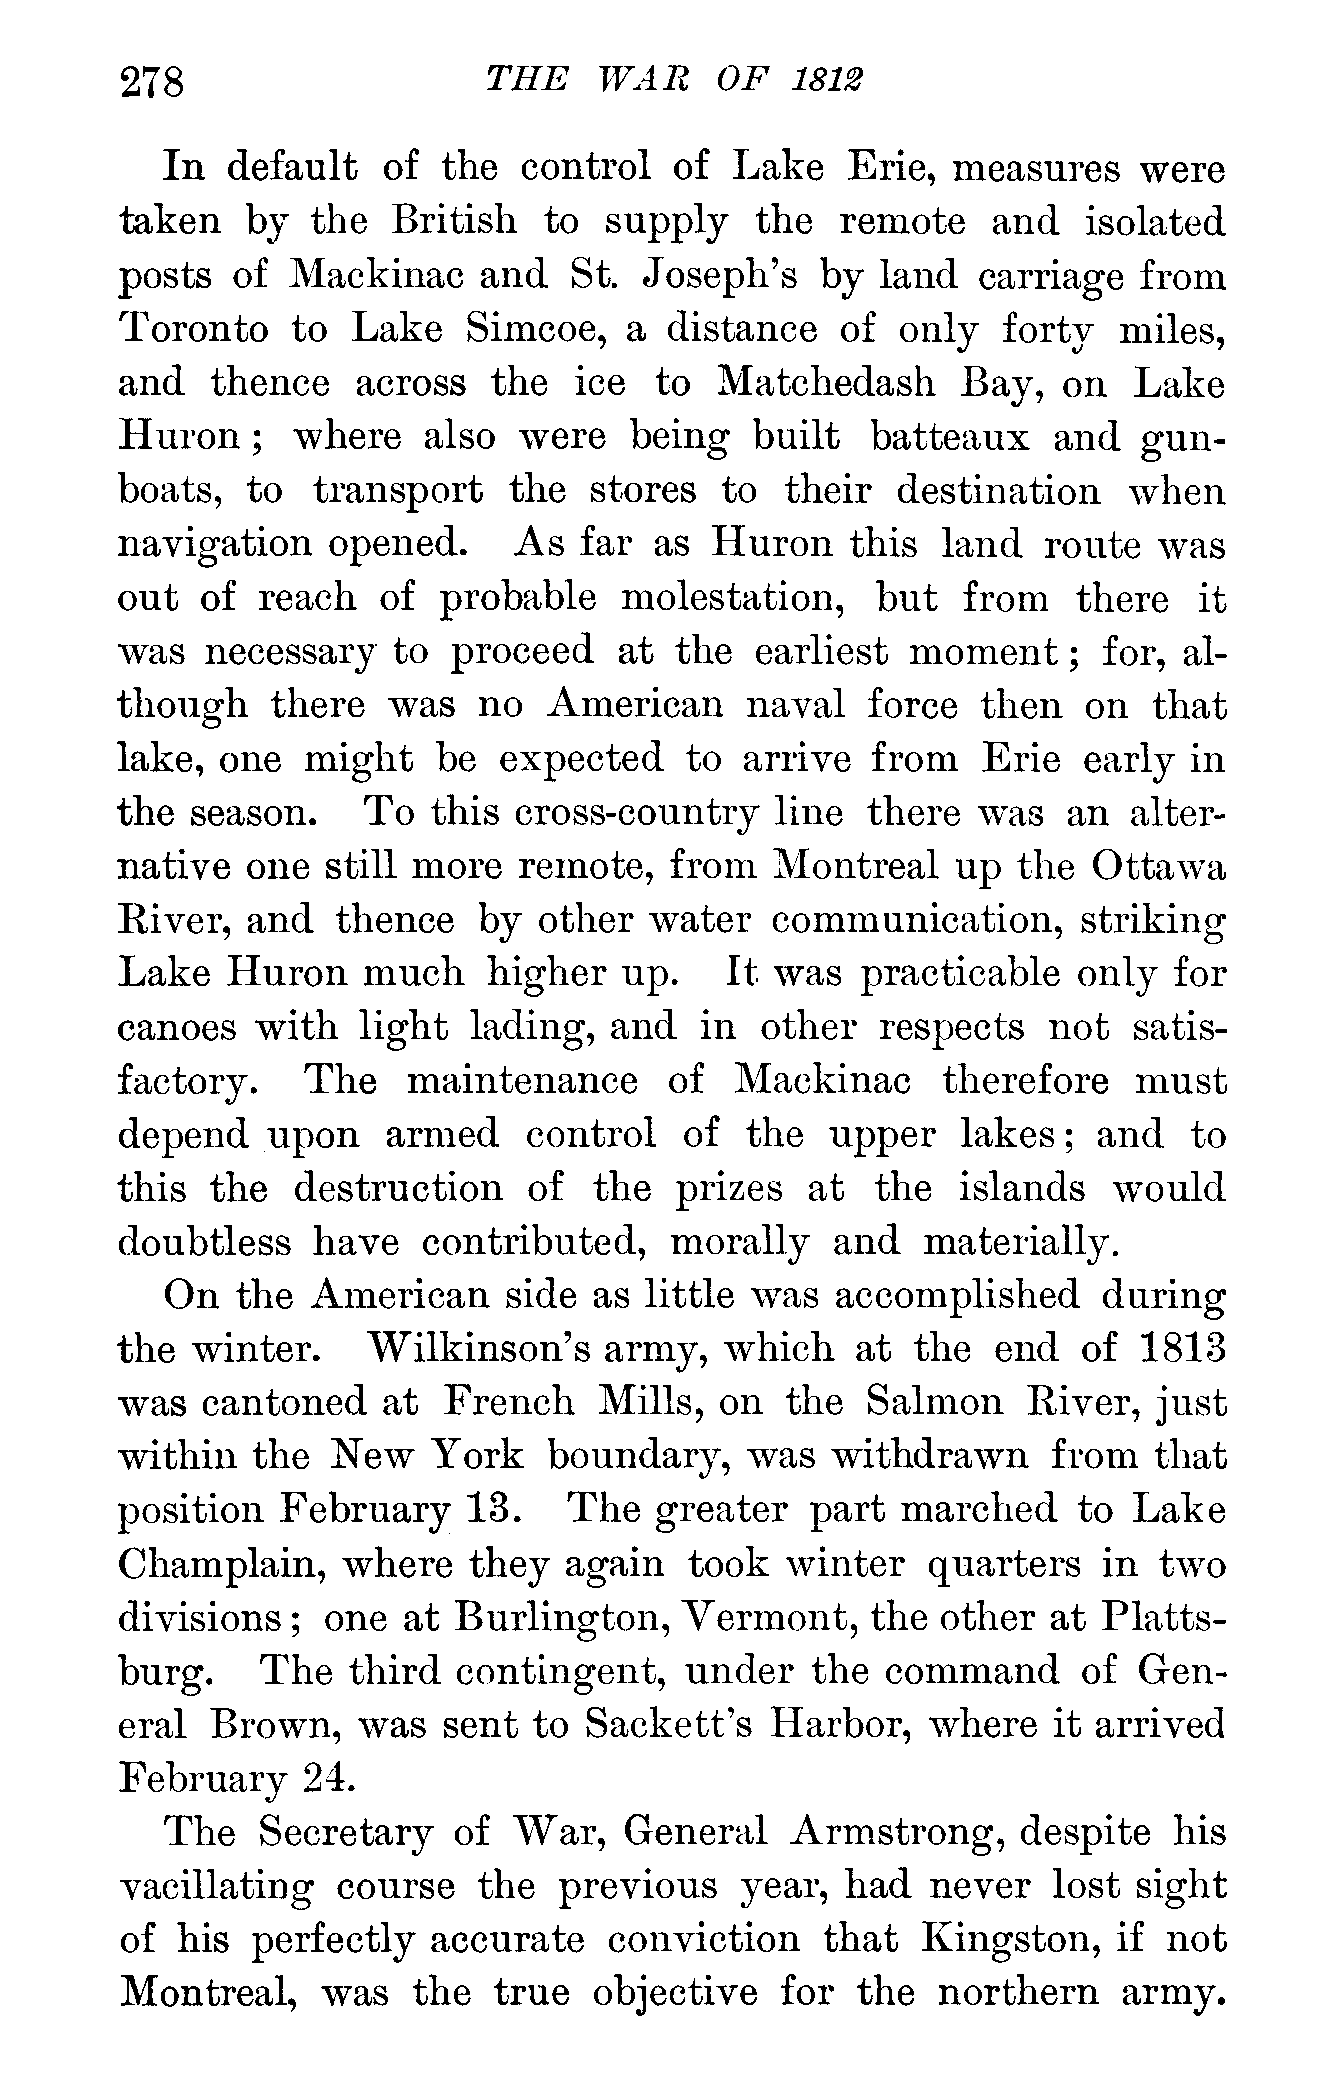 278 THE WAR OF 1812
In default of the control of Lake Erie, measures were
taken by the British to supply the remote and isolated
posts of Mackinac and St. Joseph's by land carriage from
Toronto to Lake Simcoe, a distance of only forty miles,
and thence across the ice to Matchedash Bay, on Lake
Huron; where also were being built batteaux and gun-
boats, to transport the stores to their destination when
navigation opened. As far as Huron this land route was
out of reach of probable molestation, but from there it
was necessary to proceed at the earliest moment; for, al-
though there was no American naval force then on that
lake, one might be expected to arrive from Erie early in
the season. To this cross-country line there was an alter-
native one still more remote, from Montreal up the Ottawa
River, and thence by other water communication, striking
Lake Huron much higher up. It was practicable only for
canoes with light lading, and in other respects not satis-
factory. The maintenance of Mackinac therefore must
depend upon armed control of the upper lakes; and to
this the destruction of the prizes at the islands would
doubtless have contributed, morally and materially.
On the American side as little was accomplished during
the winter. Wilkinson's army, which at the end of 1813
was cantoned at French Mills, on the Salmon River, just
within the New York boundary, was withdrawn from that
position February 13. The greater part marched to Lake
Champlain, where they again took winter quarters in two
divisions; one at Burlington, Vermont, the other at Platts-
burg. The third contingent, under the command of Gen-
eral Brown, was sent to Sackett's Harbor, where it arrived
February 24.
The Secretary of War, General Armstrong, despite his
vacillating course the previous year, had never lost sight
of his perfectly accurate conviction that Kingston, if not
Montreal, was the true objective for the northern army.